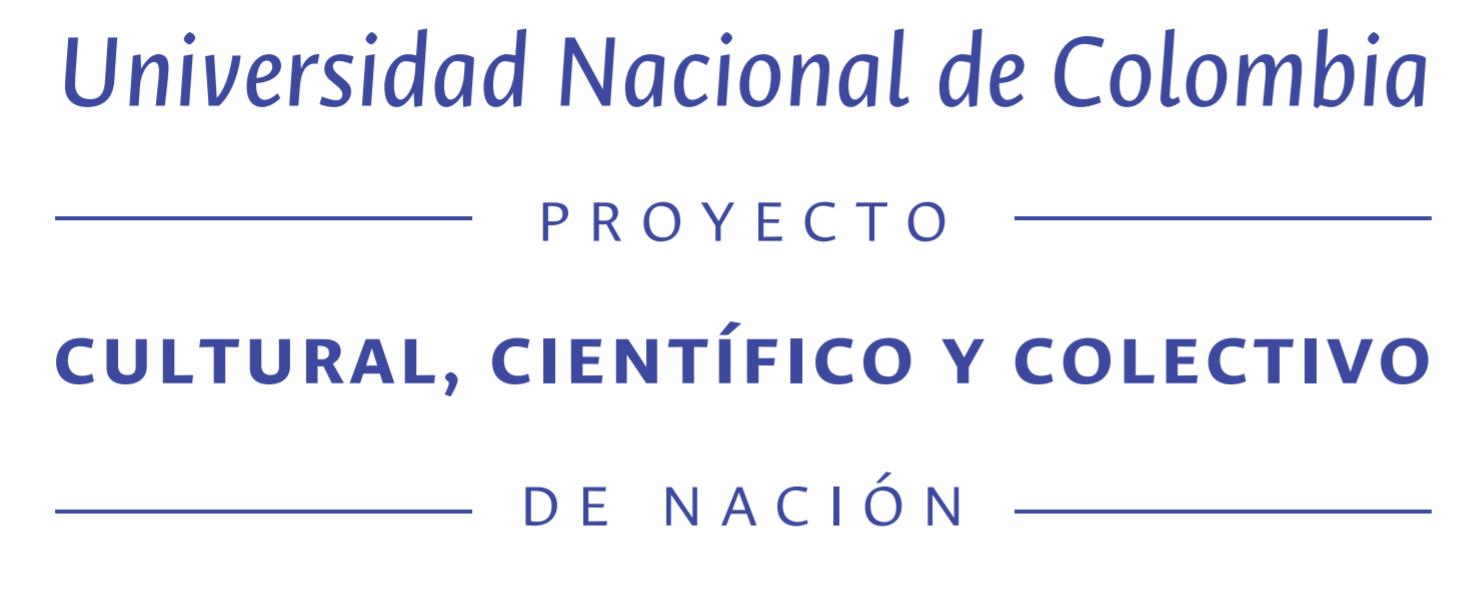 Universidad Nacional de Colombia
PROYECTO
CULTURAL, CIENTÍFICO Y COLECTIVO
DE NACIÓN